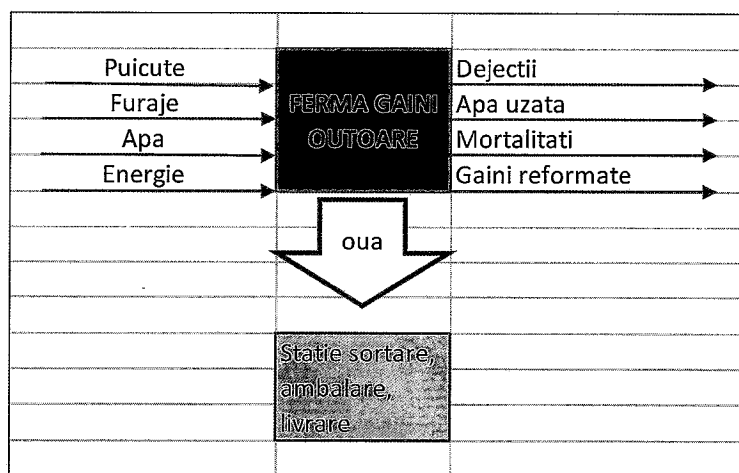 Puicute
Furaje
Apa
Energie
FERMA GAINI
OUTOARE
Dejectii
Apa uzata
Mortalitati
Gaini reformate
oua
Statie sortare,
ambalare,
livrare